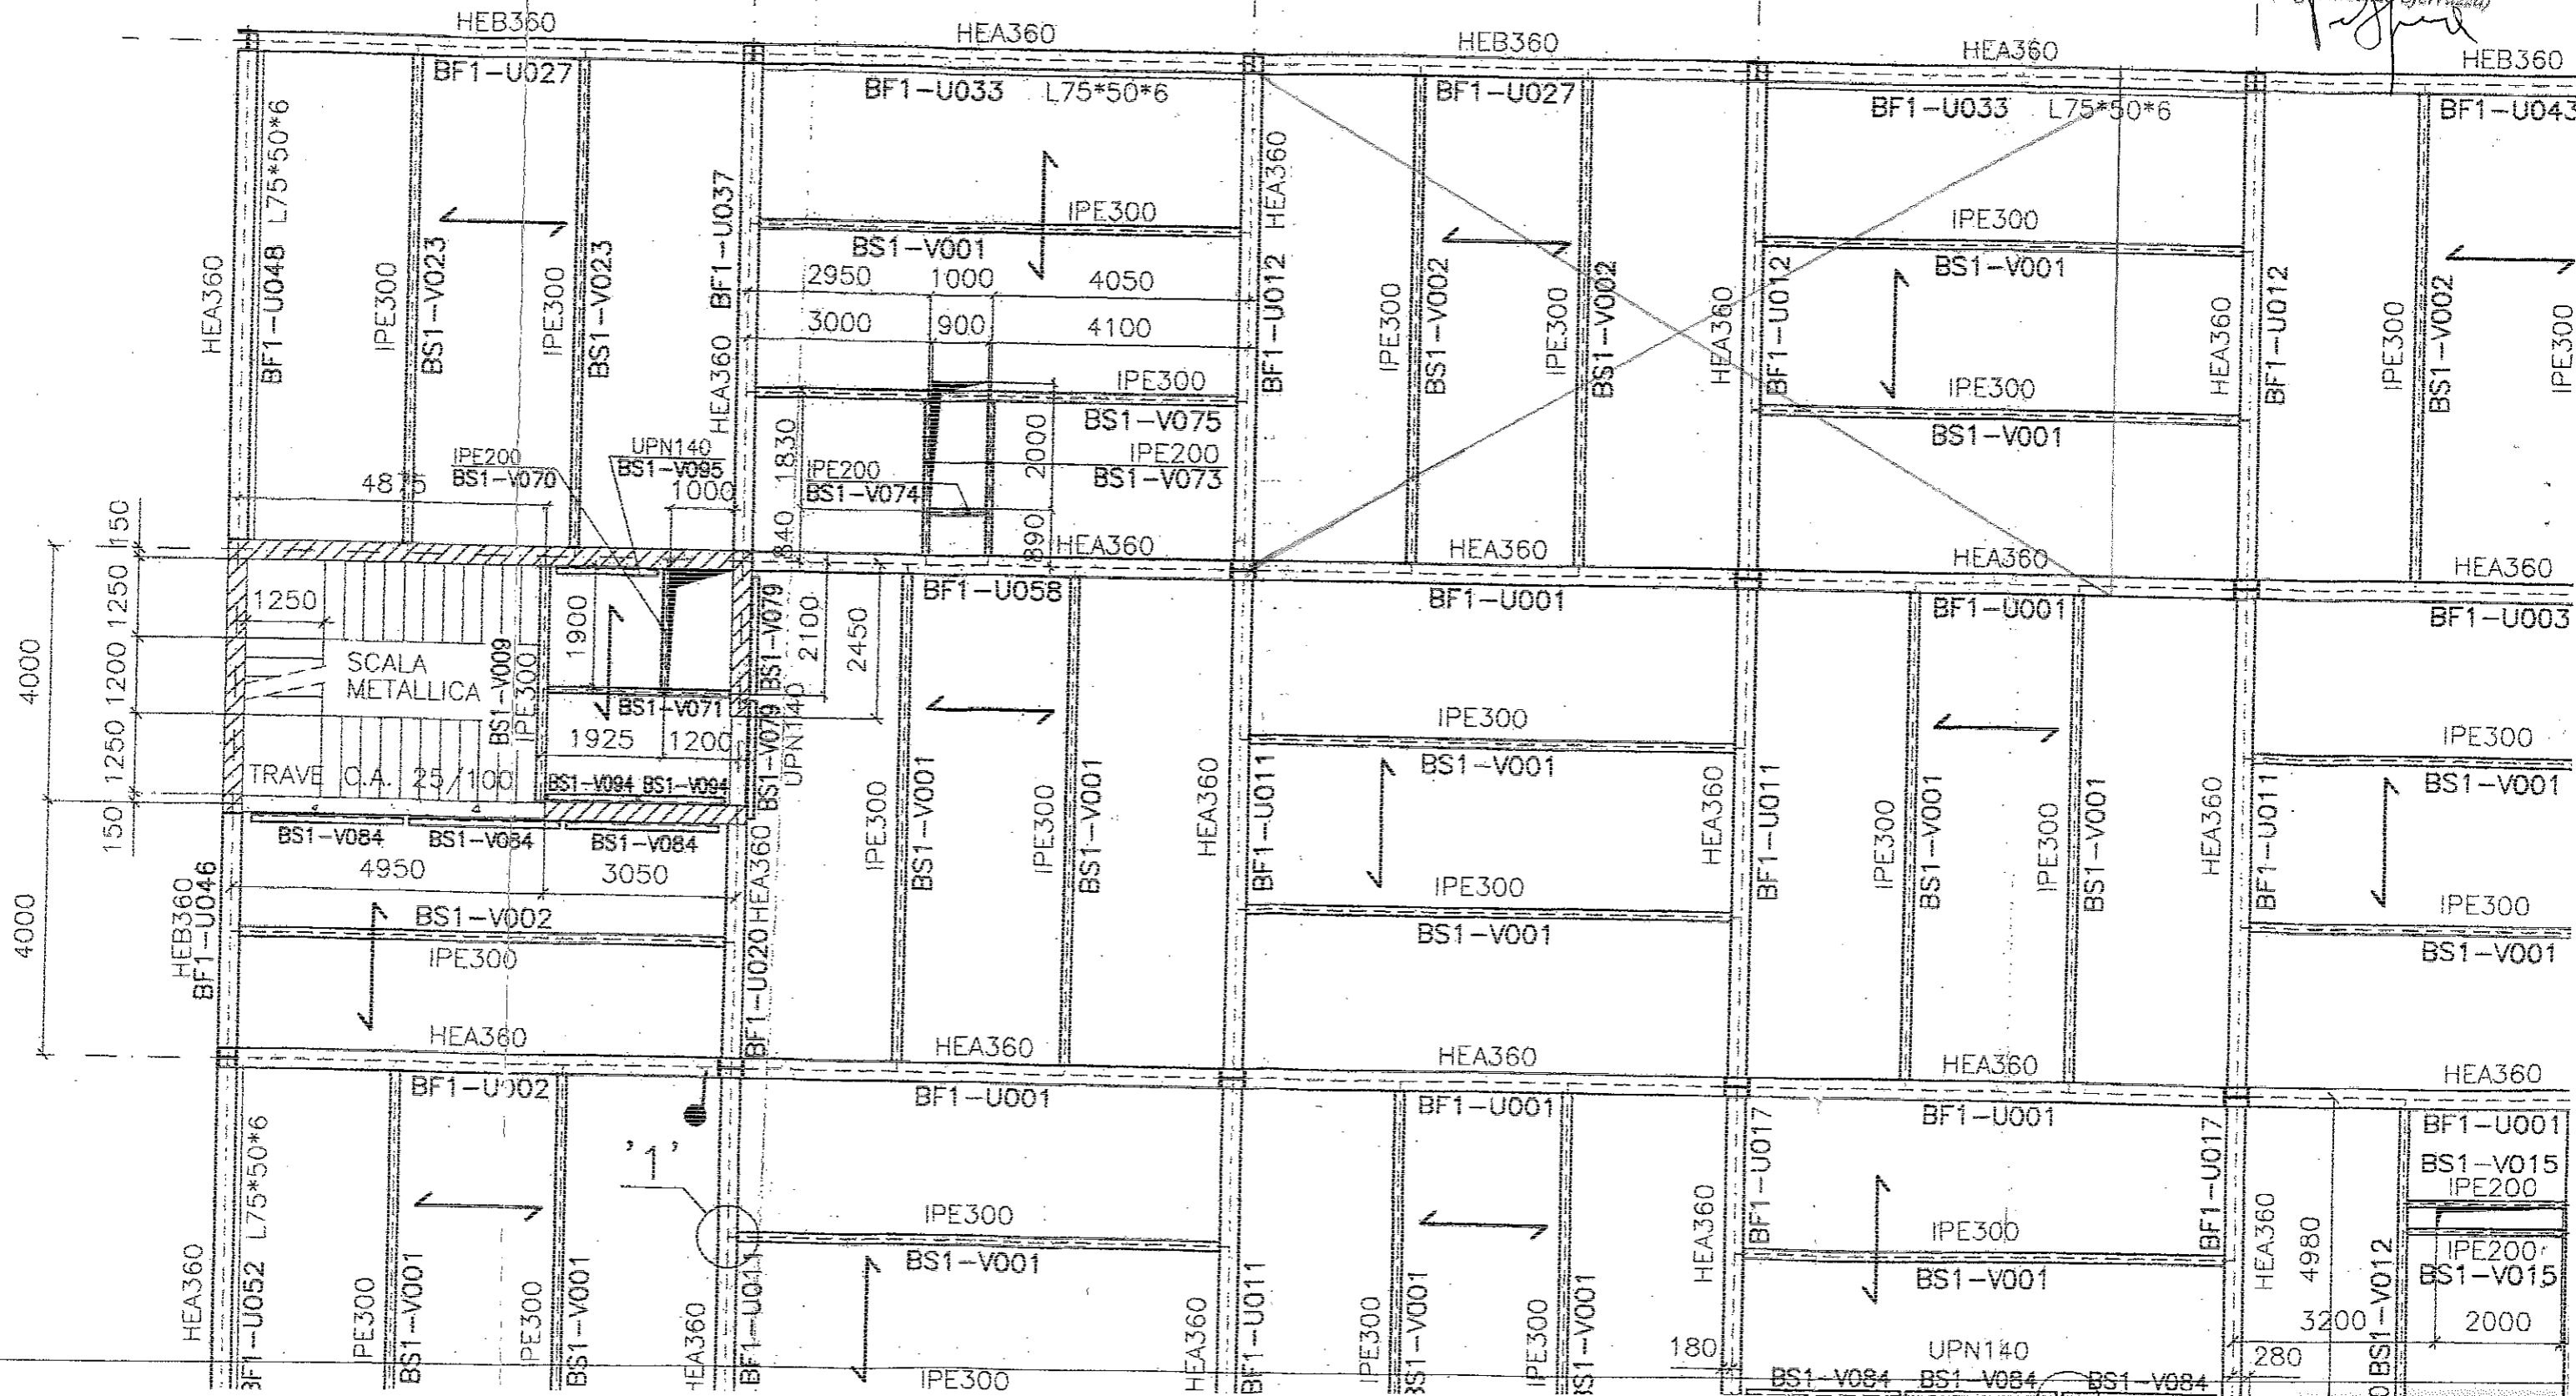 HEB360
HEA360
HEB360
HEA360
HEB360
BF1-U027
BF1-U033 L75*50*6
BF1-U027
BF1-U033 L75*50*6
BF1-U043
HEA360
BF1-U048 L75*50*6
IPE300
BS1-V023
IPE300
BS1-V023
HEA360 BF1-U037
IPE300
BS1-V001
2950 1000 4050
3000 900 4100
IPE300
BS1-V075
IPE200
BS1-V073
IPE200
BS1-V074
1830
840
2000
890
BF1-U012 HEA360
IPE300
BS1-V002
IPE300
BS1-V002
HEA360
BF1-U012
IPE300
BS1-V001
IPE300
BS1-V001
HEA360
BF1-U012
IPE300
BS1-V002
IPE300
4875
IPE200
BS1-V070
UPN140
BS1-V095
1000
HEA360
HEA360
HEA360
HEA360
BF1-U058
BF1-U001
BF1-U001
BF1-U003
150
1250
1200
1250
150
4000
4000
1250
SCALA
METALLICA
BS1-V009
IPE300
1900
BS1-V071
1925 1200
BS1-V079
BS1-V079
UPN140
2100
2450
TRAVE C.A. 25/100
BS1-V094 BS1-V094
BS1-V084
BS1-V084
BS1-V084
4950 3050
HEB360
BF1-U046
BS1-V002
IPE300
BF1-U020 HEA360
IPE300
BS1-V001
IPE300
BS1-V001
HEA360
BF1-U011
IPE300
BS1-V001
IPE300
BS1-V001
HEA360
BF1-U011
IPE300
BS1-V001
IPE300
BS1-V001
HEA360
BF1-U011
IPE300
BS1-V001
IPE300
BS1-V001
HEA360
HEA360
HEA360
HEA360
HEA360
BF1-U002
BF1-U001
BF1-U001
BF1-U001
BF1-U001
HEA360
BF1-U052 L75*50*6
IPE300
BS1-V001
IPE300
BS1-V001
'1'
HEA360
BF1-U011
IPE300
BS1-V001
IPE300
HEA360
BF1-U011
IPE300
BS1-V001
IPE300
BS1-V001
HEA360
BF1-U017
180
IPE300
BS1-V001
UPN140
BS1-V084
BS1-V084
BS1-V084
BF1-U017
HEA360
4980
280
3200 2000
BS1-V012
BS1-V015
IPE200
IPE200
BS1-V015